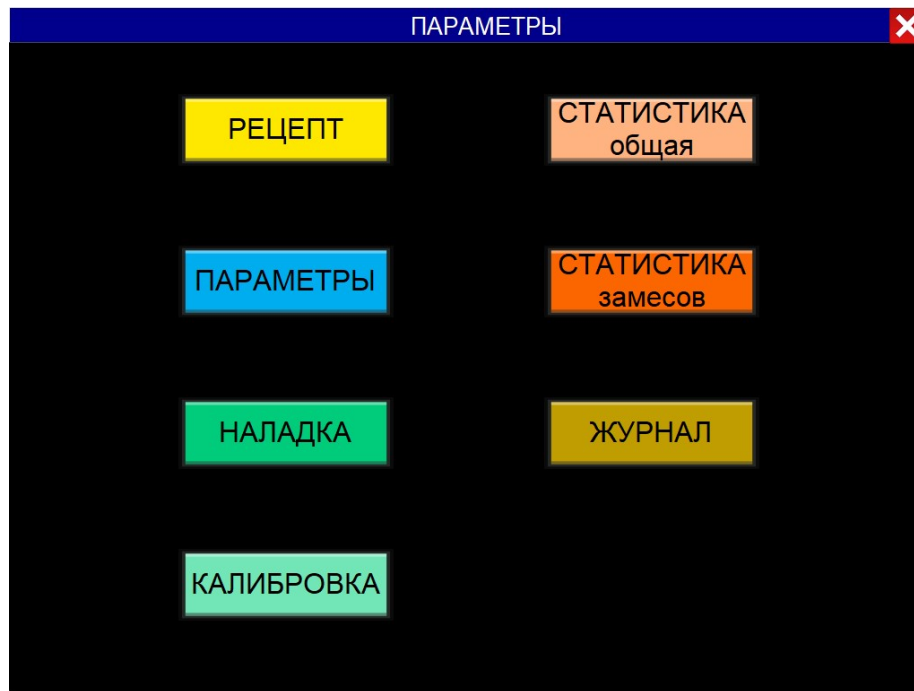 ПАРАМЕТРЫ
РЕЦЕПТ
СТАТИСТИКА
общая
ПАРАМЕТРЫ
СТАТИСТИКА
замесов
НАЛАДКА
ЖУРНАЛ
КАЛИБРОВКА